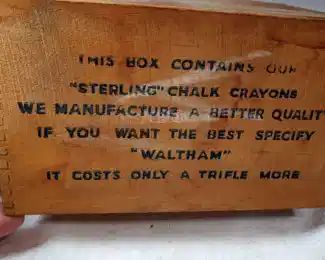 THIS BOX CONTAINS OUR
"STERLING" CHALK CRAYONS
WE MANUFACTURE A BETTER QUALITY
IF YOU WANT THE BEST SPECIFY
"WALTHAM"
IT COSTS ONLY A TRIFLE MORE